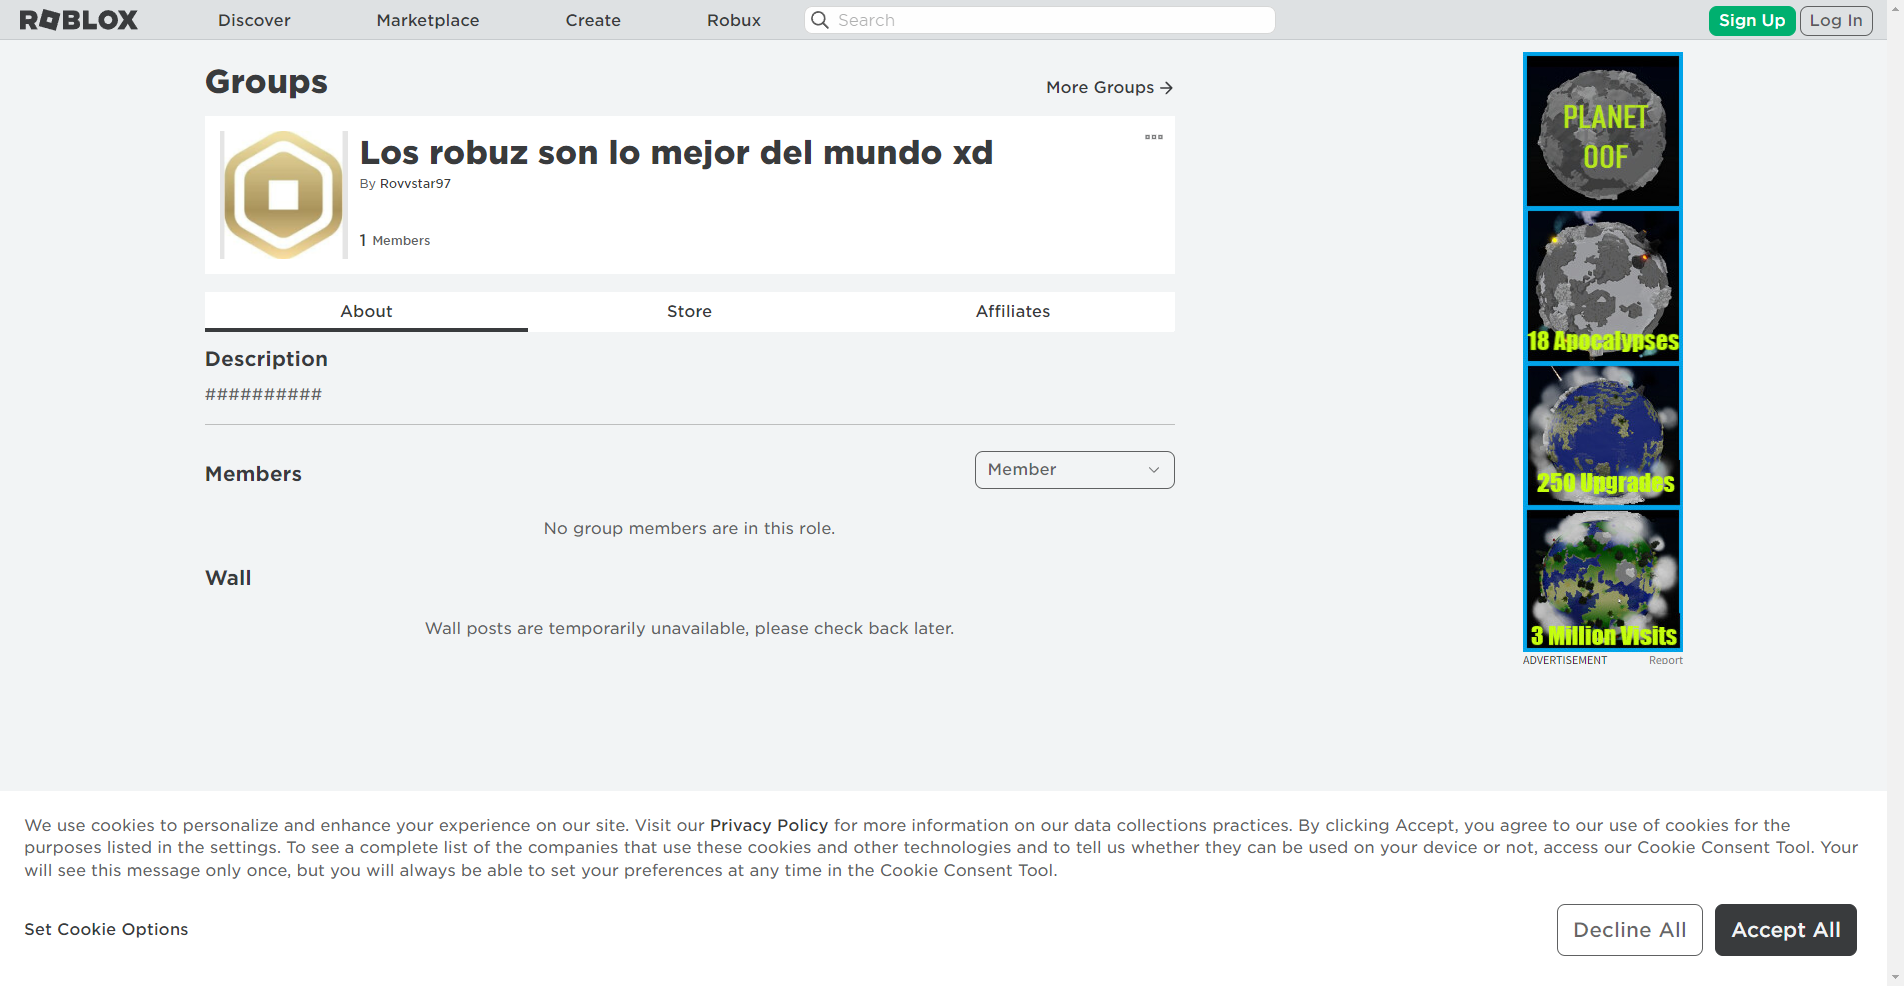 ROBLOX
Discover
Marketplace
Create
Robux
Search
Sign Up
Log In
Groups
More Groups →
Los robuz son lo mejor del mundo xd
By Rovvstar97
1 Members
About
Store
Affiliates
Description
##########
Members
Member
No group members are in this role.
Wall
Wall posts are temporarily unavailable, please check back later.
PLANET
OOF
18 Apocalypses
250 Upgrades
3 Million Visits
ADVERTISEMENT
Report
We use cookies to personalize and enhance your experience on our site. Visit our Privacy Policy for more information on our data collections practices. By clicking Accept, you agree to our use of cookies for the
purposes listed in the settings. To see a complete list of the companies that use these cookies and other technologies and to tell us whether they can be used on your device or not, access our Cookie Consent Tool. Your
will see this message only once, but you will always be able to set your preferences at any time in the Cookie Consent Tool.
Set Cookie Options
Decline All
Accept All